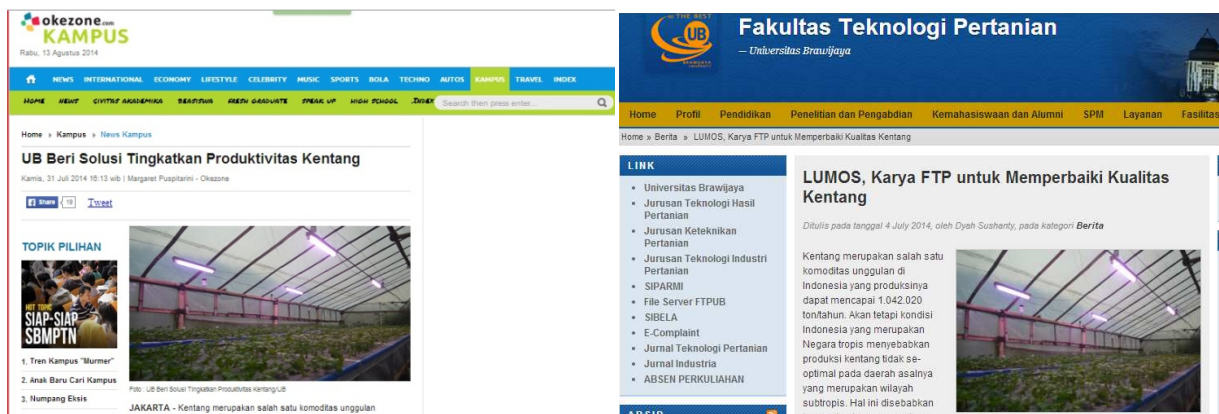 okezone.com
KAMPUS
Rabu, 13 Agustus 2014
NEWS INTERNATIONAL ECONOMY LIFESTYLE CELEBRITY MUSIC SPORTS BOLA TECHNO AUTOS KAMPUS TRAVEL INDEX
HOME NEWS CIVITAS AKADEMIKA BEASISWA FRESH GRADUATE SPEAK UP HIGH SCHOOL INDEX Search then press enter...
Home Kampus News Kampus
UB Beri Solusi Tingkatkan Produktivitas Kentang
Kamis, 31 Juli 2014 16:13 wib | Margaret Puspitarini - Okezone
Share 19 Tweet
TOPIK PILIHAN
HOT TOPIC
SIAP-SIAP
SBMPTN
1. Tren Kampus "Murmer"
2. Anak Baru Cari Kampus
3. Numpang Eksis
Foto : UB Beri Solusi Tingkatkan Produktivitas Kentang/UB
JAKARTA - Kentang merupakan salah satu komoditas unggulan
THE BEST
UB
BRAWIJAYA
Fakultas Teknologi Pertanian
— Universitas Brawijaya
Home Profil Pendidikan Penelitian dan Pengabdian Kemahasiswaan dan Alumni SPM Layanan Fasilitas
Home » Berita » LUMOS, Karya FTP untuk Memperbaiki Kualitas Kentang
LINK
Universitas Brawijaya
Jurusan Teknologi Hasil
Pertanian
Jurusan Keteknikan
Pertanian
Jurusan Teknologi Industri
Pertanian
SIPARMI
File Server FTPUB
SIBELA
E-Complaint
Jurnal Teknologi Pertanian
Jurnal Industria
ABSEN PERKULIAHAN
ARSIP
LUMOS, Karya FTP untuk Memperbaiki Kualitas
Kentang
Ditulis pada tanggal 4 July 2014, oleh Dyah Sushanty, pada kategori Berita
Kentang merupakan salah satu
komoditas unggulan di
Indonesia yang produksinya
dapat mencapai 1.042.020
ton/tahun. Akan tetapi kondisi
Indonesia yang merupakan
Negara tropis menyebabkan
produksi kentang tidak se-
optimal pada daerah asalnya
yang merupakan wilayah
subtropis. Hal ini disebabkan